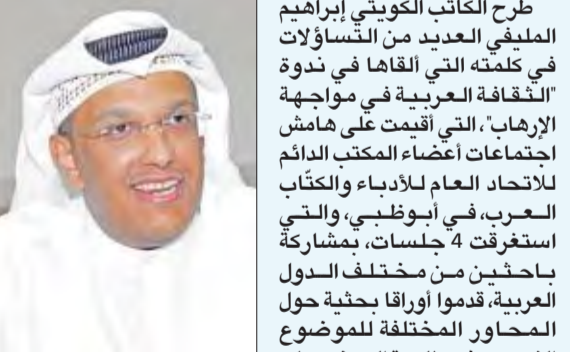 طرح الكاتب الكويتي إبراهيم
المليفي العديد من التساؤلات
في كلمته التي ألقاها في ندوة
"الثقافة العربية في مواجهة
الإرهاب"، التي أقيمت على هامش
اجتماعات أعضاء المكتب الدائم
للاتحاد العام للأدباء والكتّاب
العرب، في أبوظبي، والتي
استغرقت 4 جلسات، بمشاركة
باحثين من مختلف الدول
العربية، قدموا أوراقا بحثية حول
المحاور المختلفة للموضوع